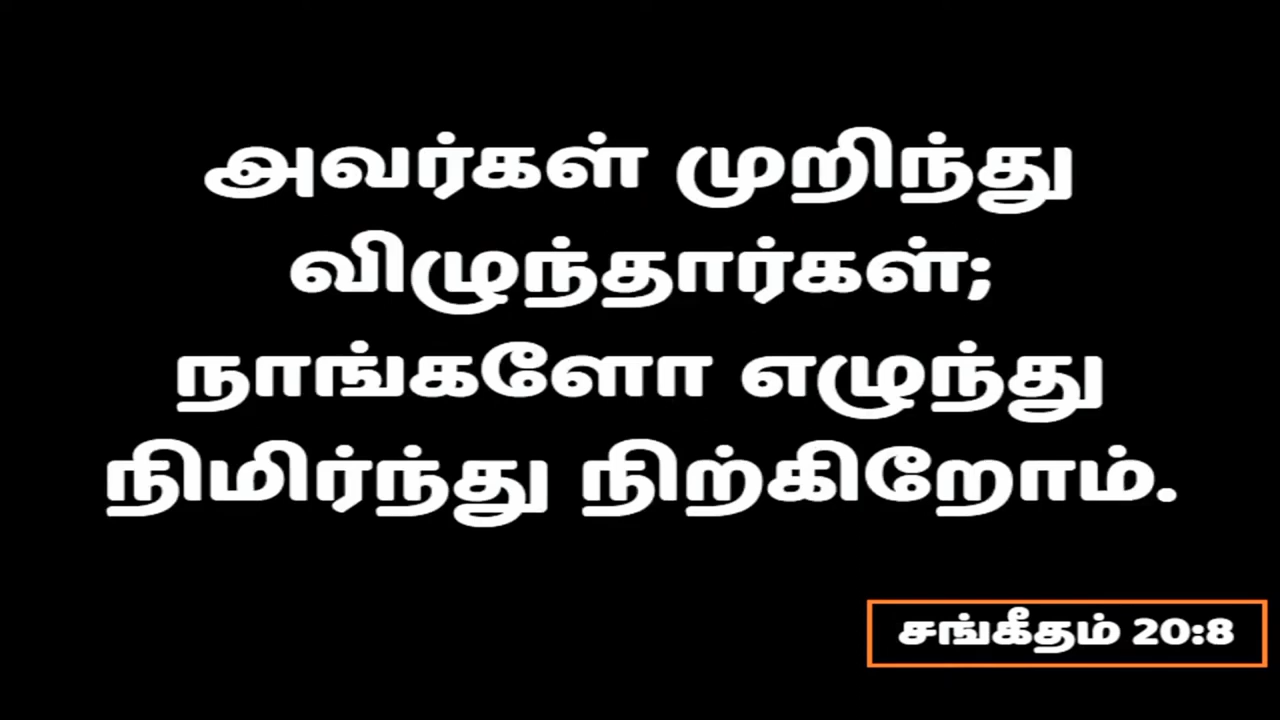 அவர்கள் முறிந்து
விழுந்தார்கள்;
நாங்களோ எழுந்து
நிமிர்ந்து நிற்கிறோம்.
சங்கீதம் 20:8